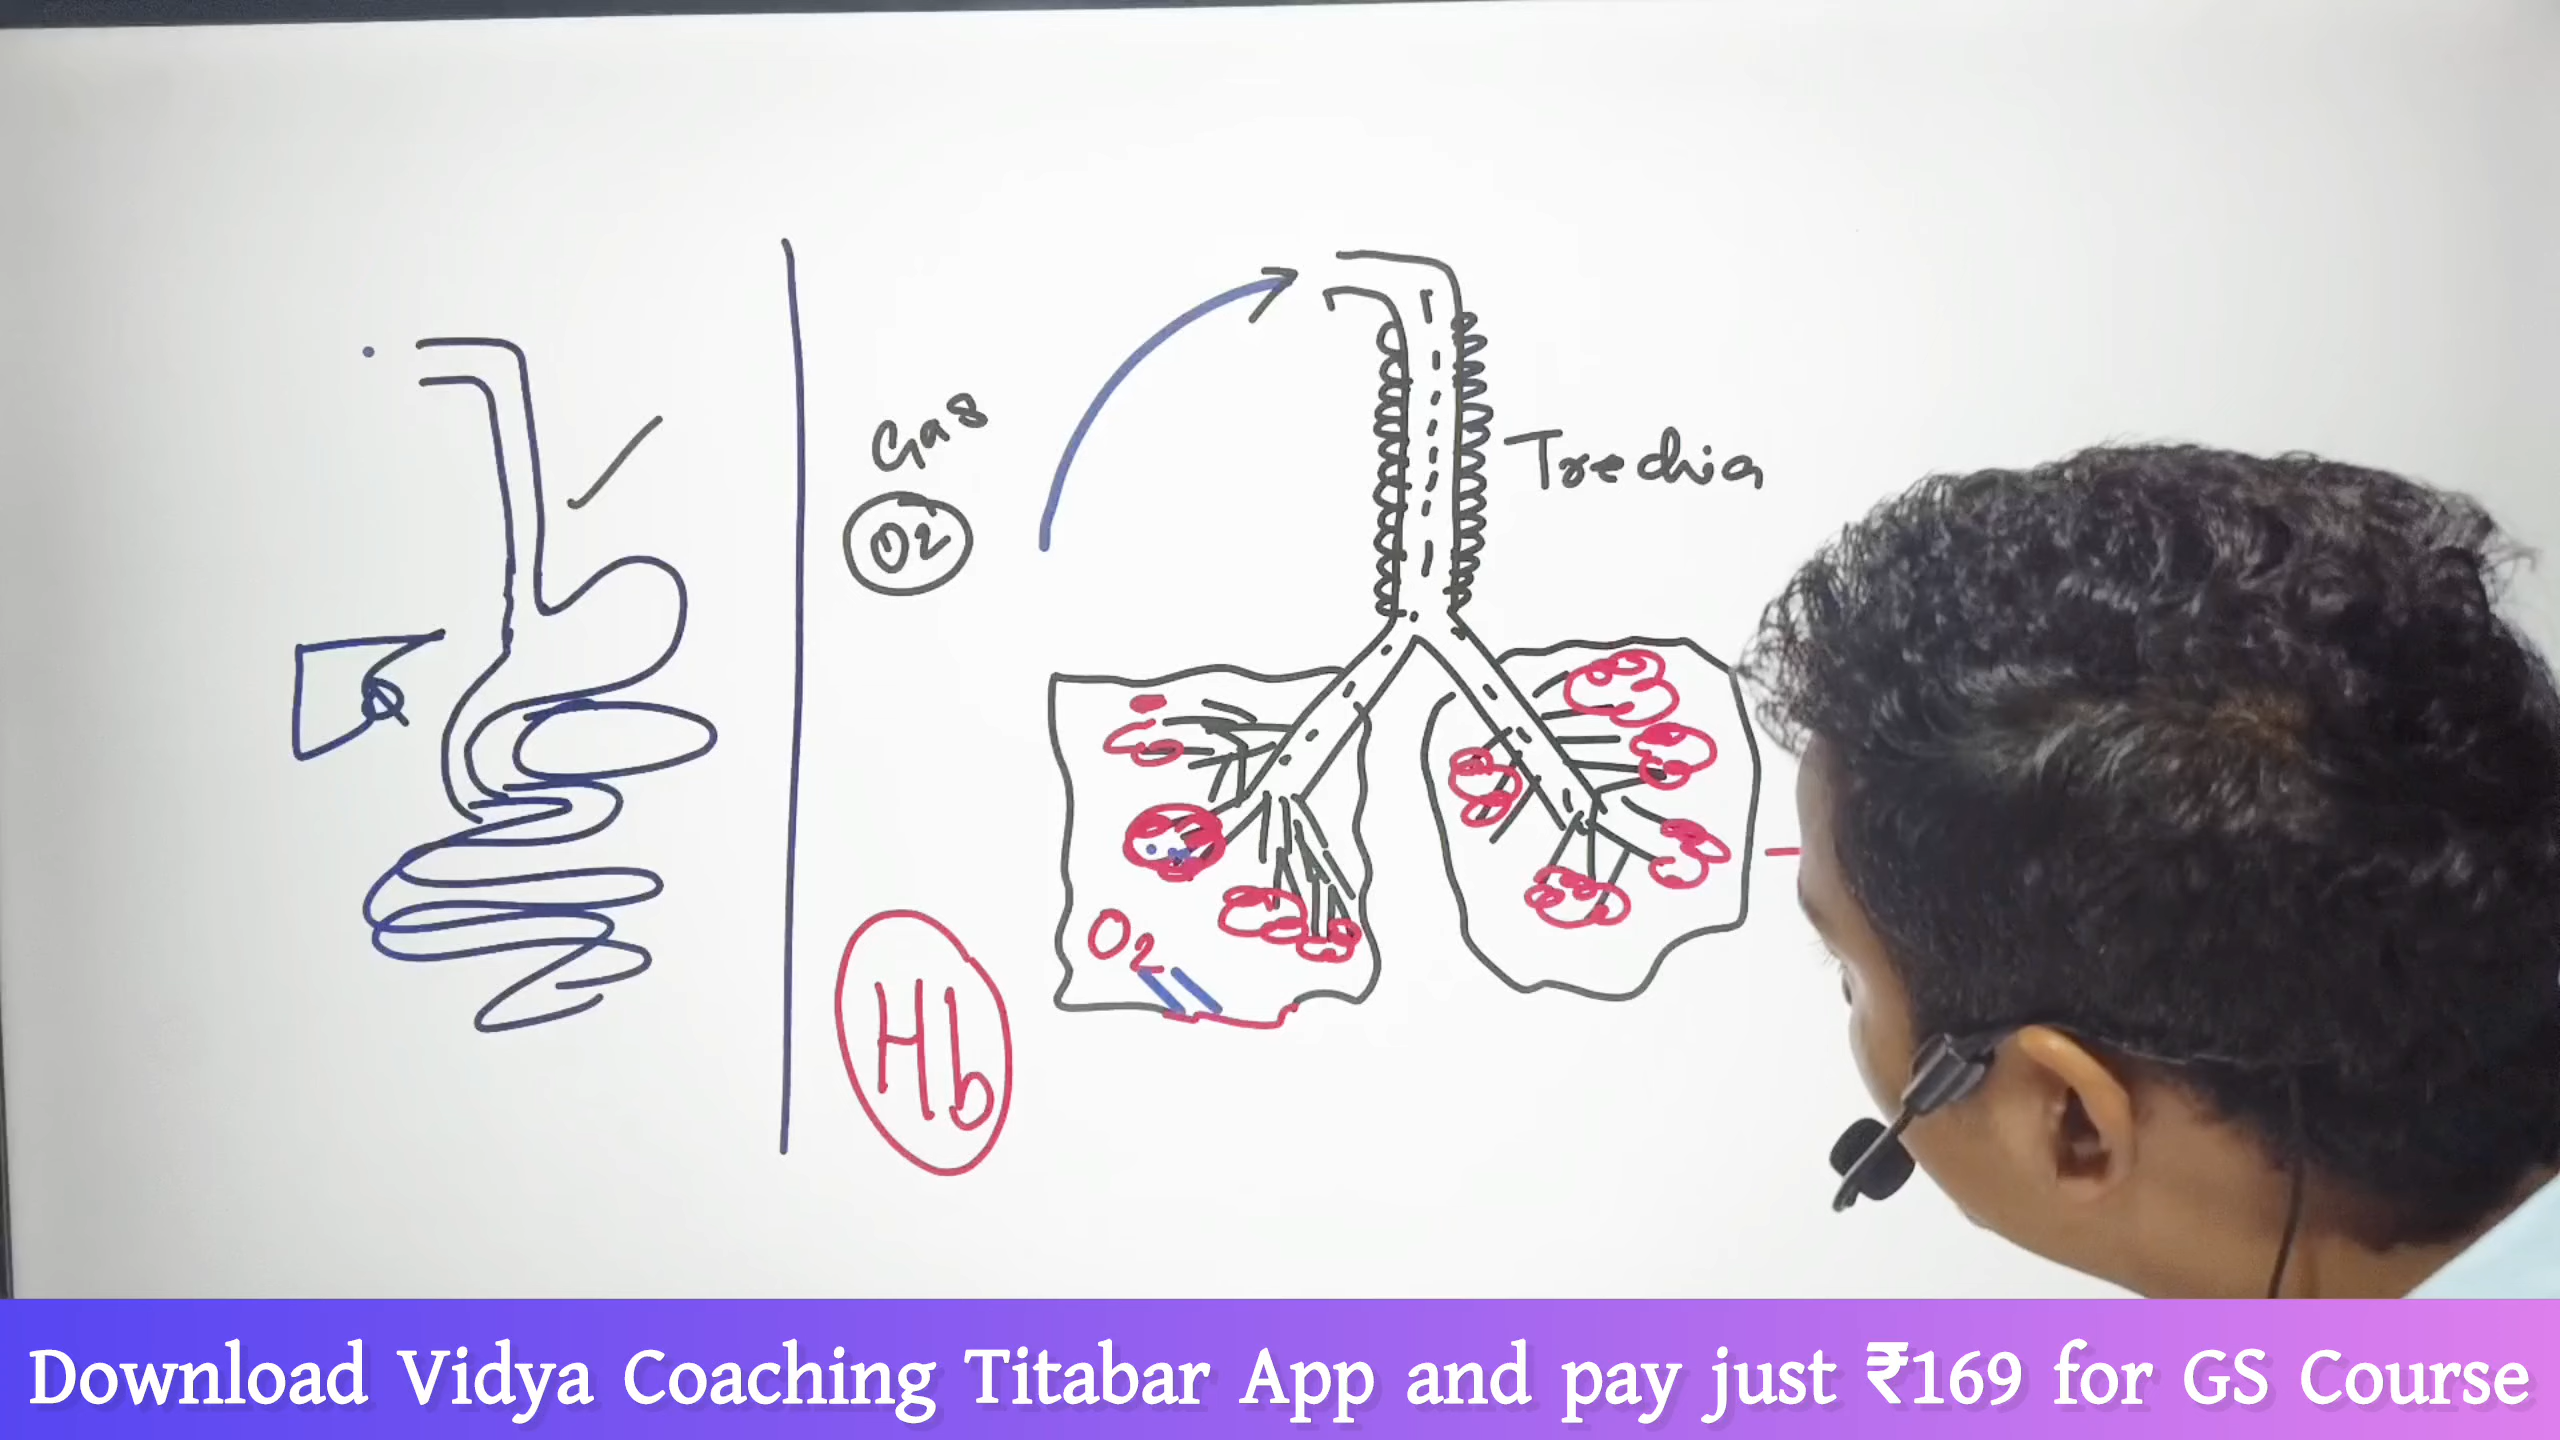 Gas
O2
Trechia
O2
Hb
Download Vidya Coaching Titabar App and pay just ₹169 for GS Course